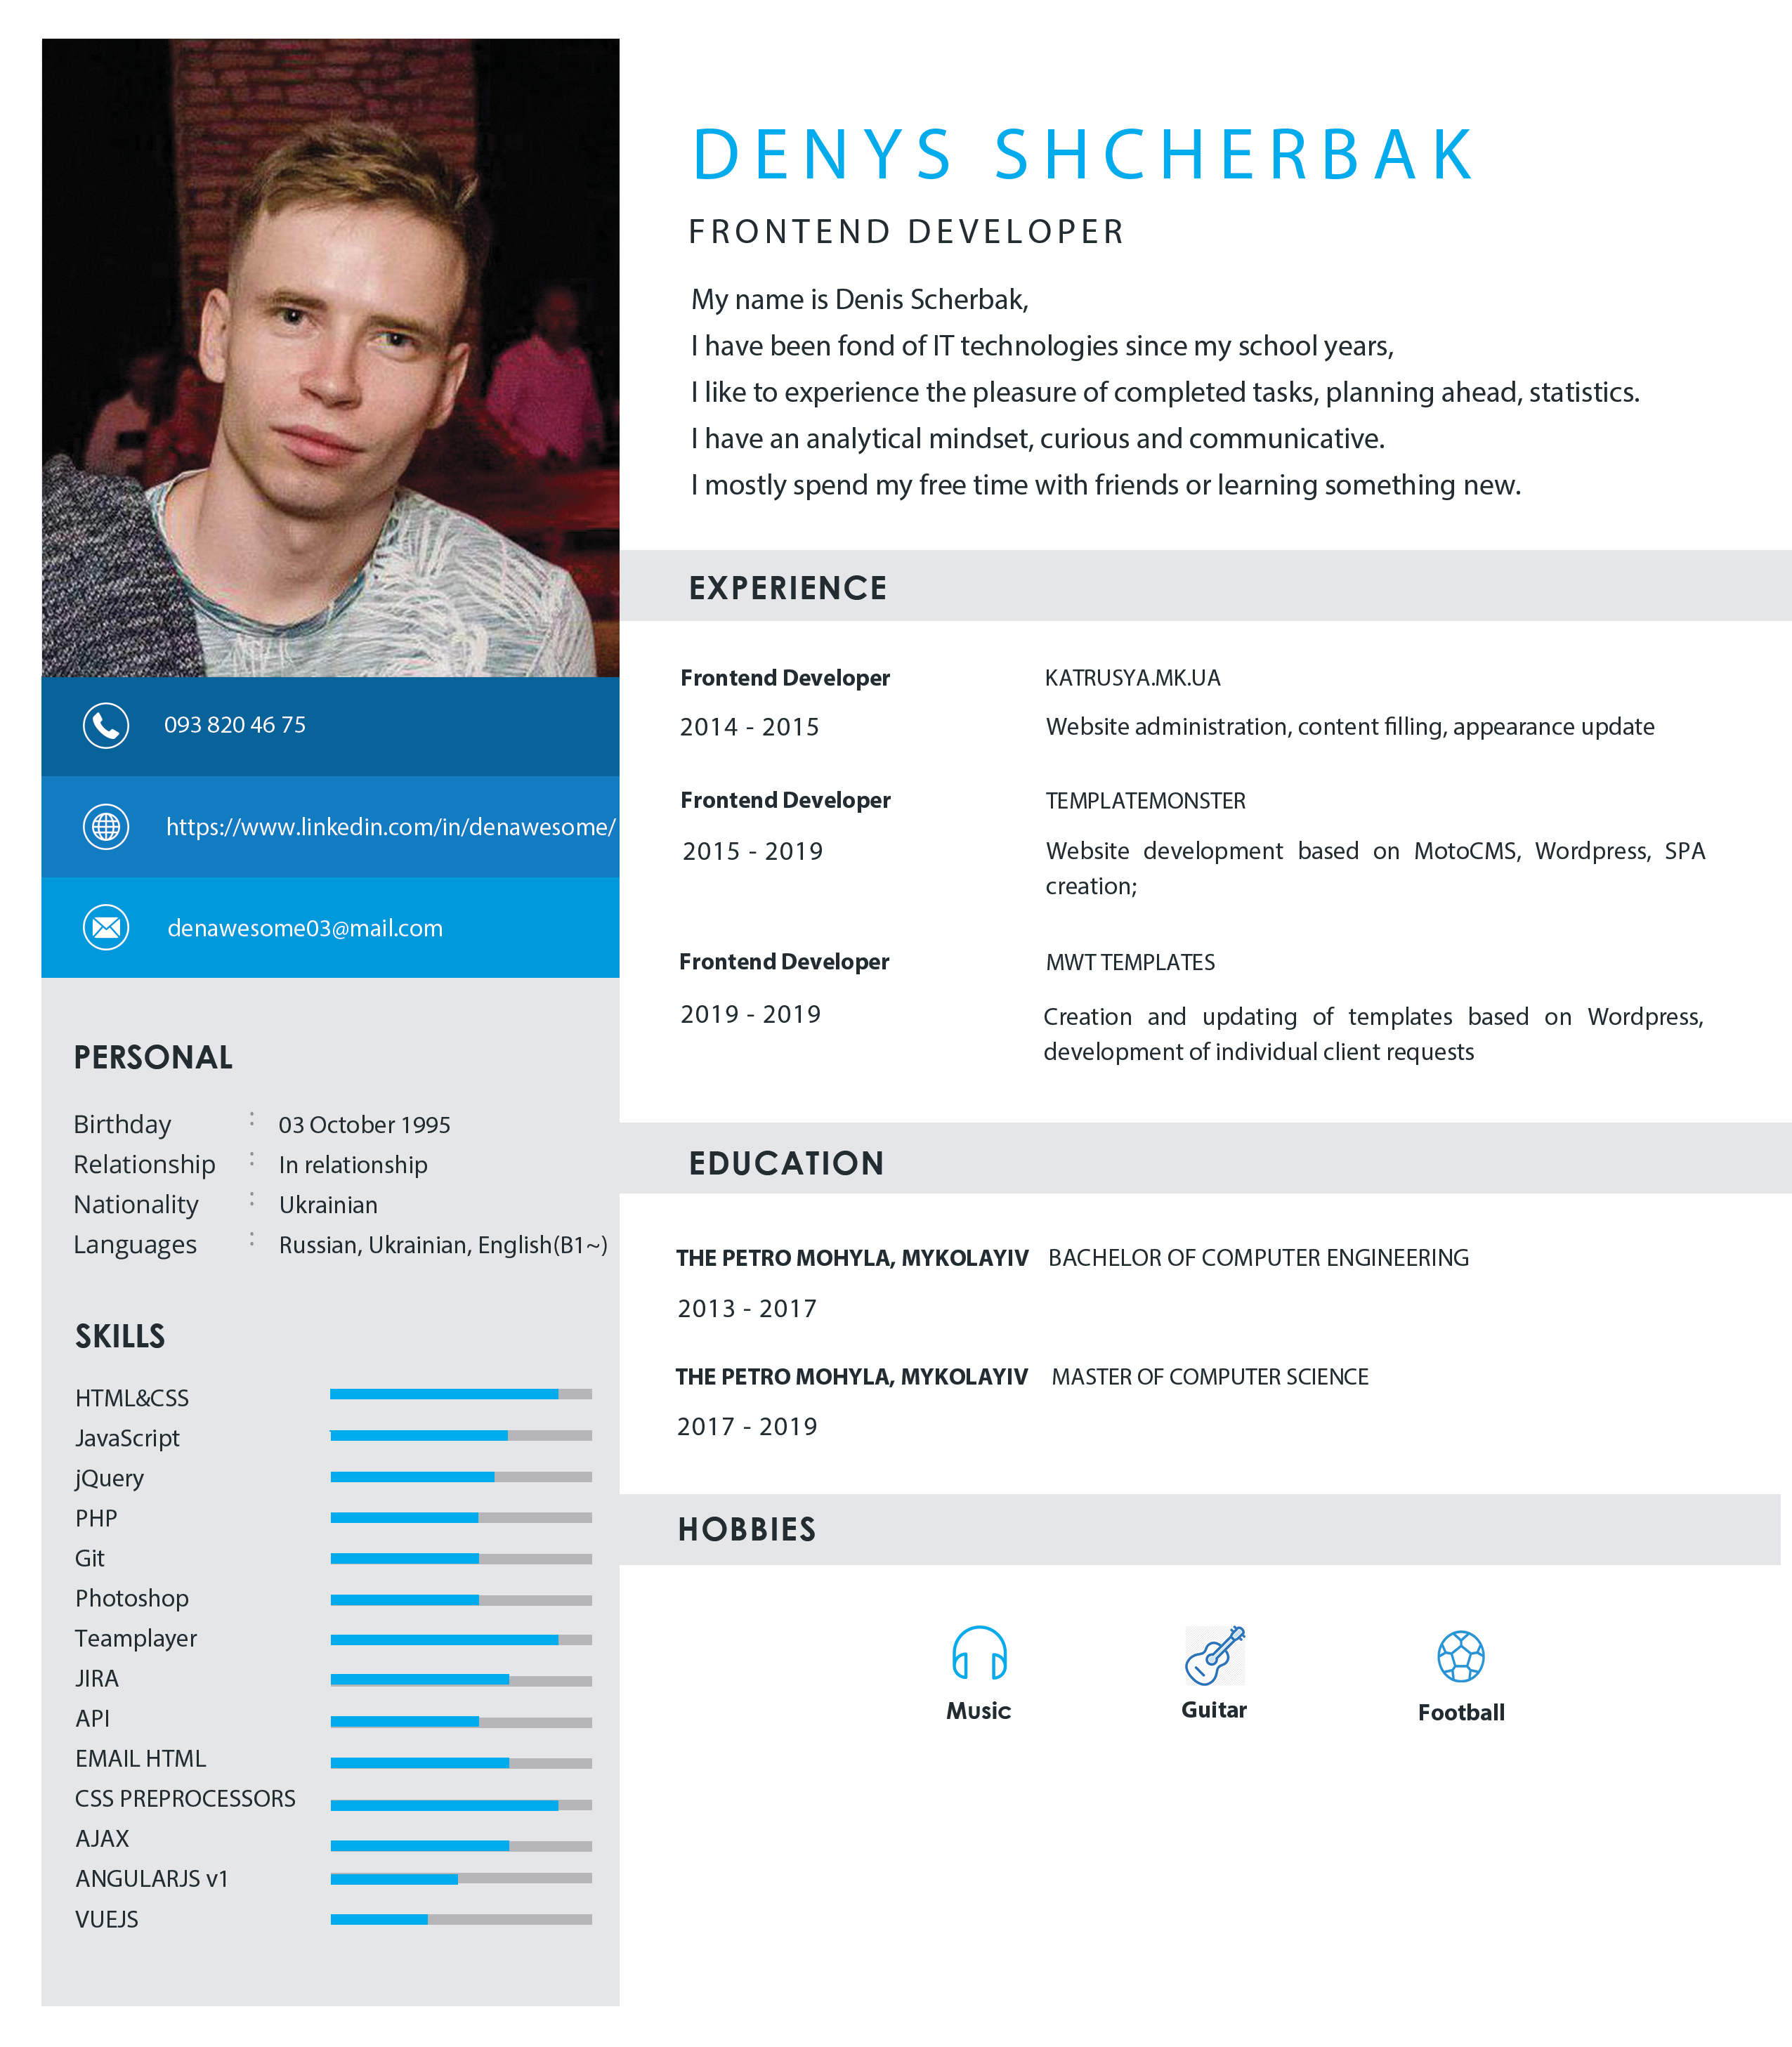 DENYS SHCHERBAK
FRONTEND DEVELOPER
My name is Denis Scherbak,
I have been fond of IT technologies since my school years,
I like to experience the pleasure of completed tasks, planning ahead, statistics.
I have an analytical mindset, curious and communicative.
I mostly spend my free time with friends or learning something new.
093 820 46 75
https://www.linkedin.com/in/denawesome/
denawesome03@mail.com
PERSONAL
Birthday : 03 October 1995
Relationship : In relationship
Nationality : Ukrainian
Languages : Russian, Ukrainian, English(B1~)
SKILLS
HTML&CSS
JavaScript
jQuery
PHP
Git
Photoshop
Teamplayer
JIRA
API
EMAIL HTML
CSS PREPROCESSORS
AJAX
ANGULARJS v1
VUEJS
EXPERIENCE
Frontend Developer KATRUSYA.MK.UA
2014 - 2015 Website administration, content filling, appearance update
Frontend Developer TEMPLATEMONSTER
2015 - 2019 Website development based on MotoCMS, Wordpress, SPA
creation;
Frontend Developer MWT TEMPLATES
2019 - 2019 Creation and updating of templates based on Wordpress,
development of individual client requests
EDUCATION
THE PETRO MOHYLA, MYKOLAYIV BACHELOR OF COMPUTER ENGINEERING
2013 - 2017
THE PETRO MOHYLA, MYKOLAYIV MASTER OF COMPUTER SCIENCE
2017 - 2019
HOBBIES
Music Guitar Football